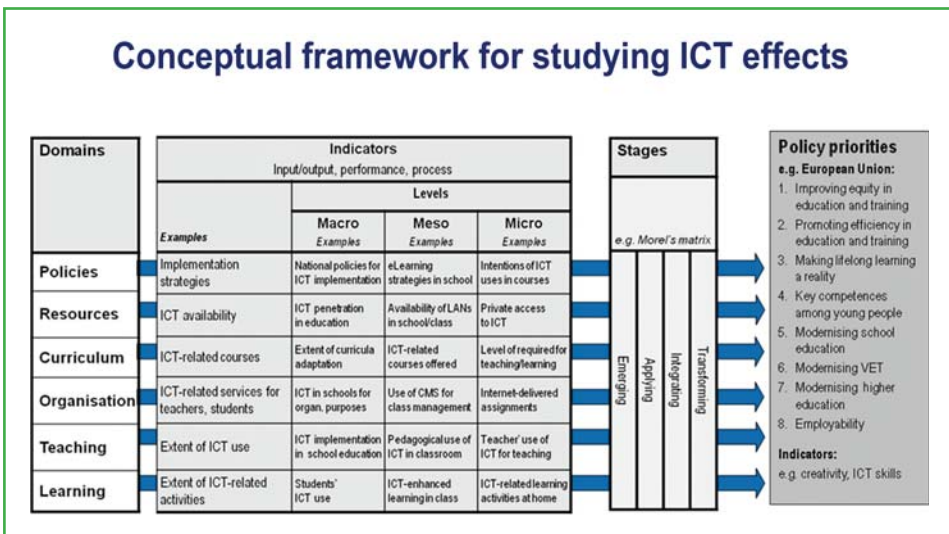 Conceptual framework for studying ICT effects
Domains
Indicators
Input/output, performance, process
Levels
Examples
Macro
Examples
Meso
Examples
Micro
Examples
Stages
e.g. Morel's matrix
Policies
Implementation
strategies
National policies for
ICT implementation
eLearning
strategies in school
Intentions of ICT
uses in courses
Resources
ICT availability
ICT penetration
in education
Availability of LANs
in school/class
Private access
to ICT
Curriculum
ICT-related courses
Extent of curricula
adaptation
ICT-related
courses offered
Level of required for
teaching/learning
Organisation
ICT-related services for
teachers, students
ICT in schools for
organ. purposes
Use of CMS for
class management
Internet-delivered
assignments
Teaching
Extent of ICT use
ICT implementation
in school education
Pedagogical use of
ICT in classroom
Teacher' use of
ICT for teaching
Learning
Extent of ICT-related
activities
Students'
ICT use
ICT-enhanced
learning in class
ICT-related learning
activities at home
Emerging
Applying
Integrating
Transforming
Policy priorities
e.g. European Union:
1. Improving equity in
education and training
2. Promoting efficiency in
education and training
3. Making lifelong learning
a reality
4. Key competences
among young people
5. Modernising school
education
6. Modernising VET
7. Modernising higher
education
8. Employability
Indicators:
e.g. creativity, ICT skills